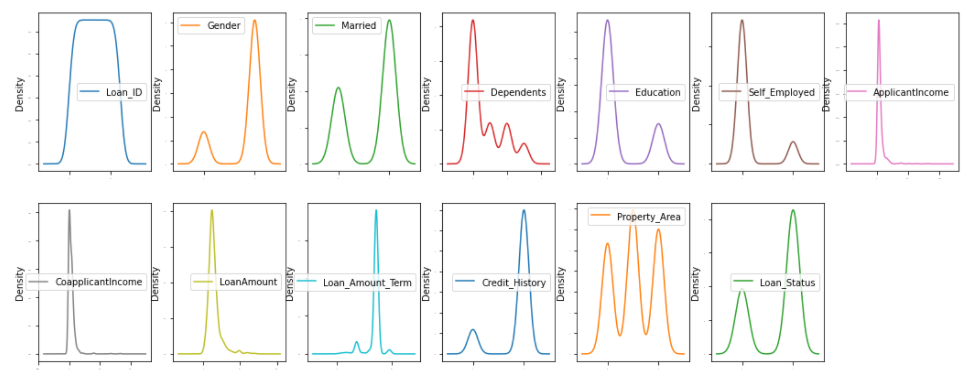 Density
Loan_ID
Density
Gender
Density
Married
Density
Dependents
Density
Education
Density
Self_Employed
Density
ApplicantIncome
Density
CoapplicantIncome
Density
LoanAmount
Density
Loan_Amount_Term
Density
Credit_History
Density
Property_Area
Density
Loan_Status